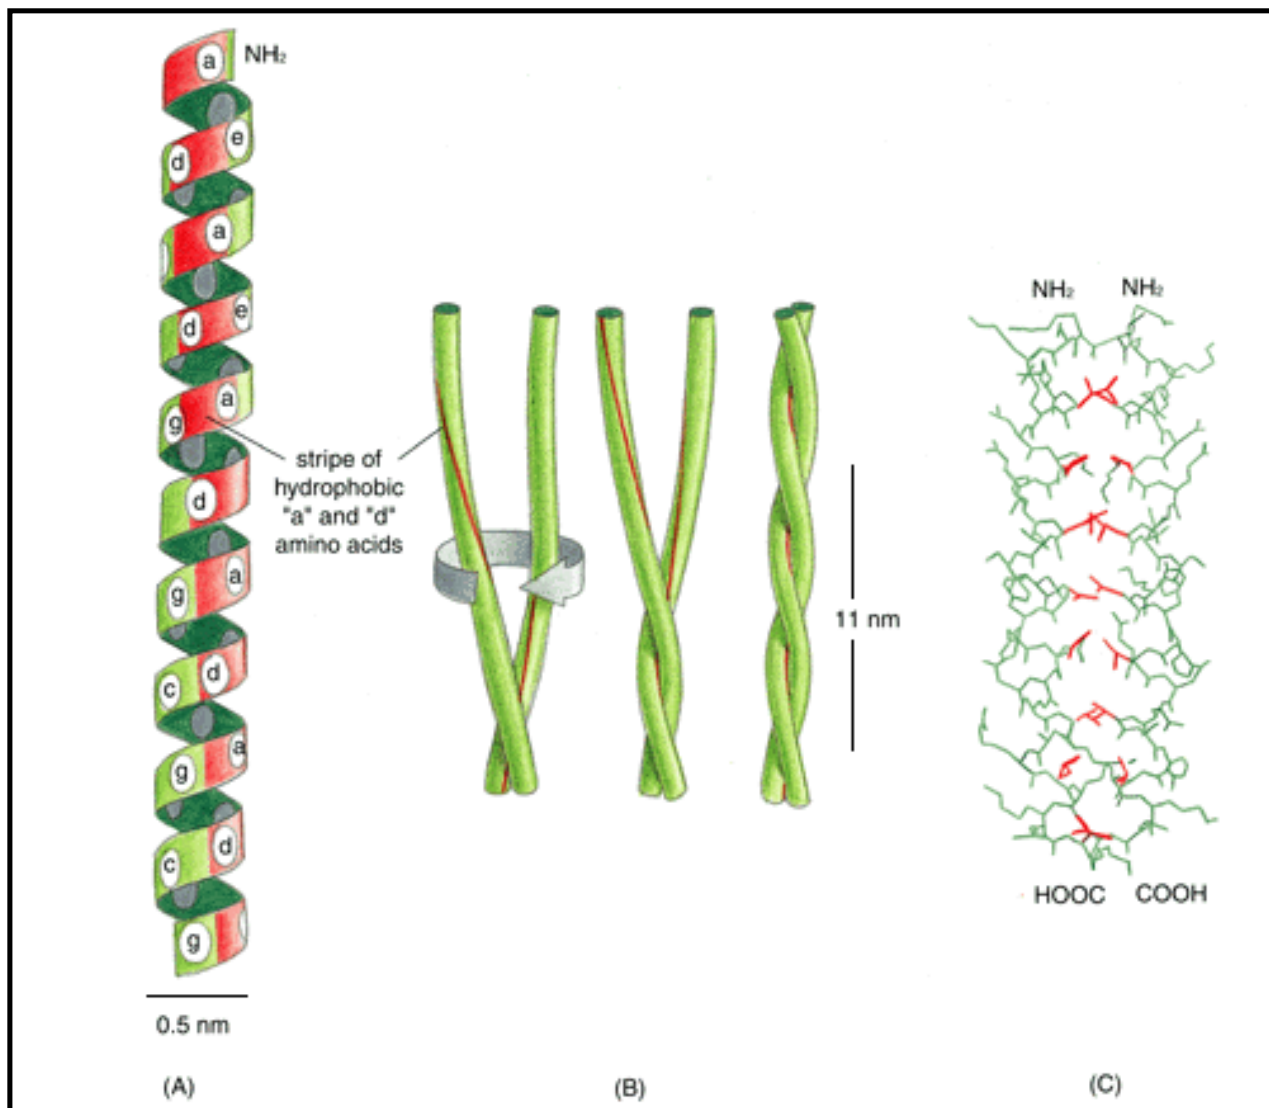 a
NH₂
d
e
a
d
e
g
a
d
g
a
c
d
g
a
c
d
g
0.5 nm
(A)
stripe of
hydrophobic
"a" and "d"
amino acids
11 nm
(B)
NH₂ NH₂
HOOC COOH
(C)